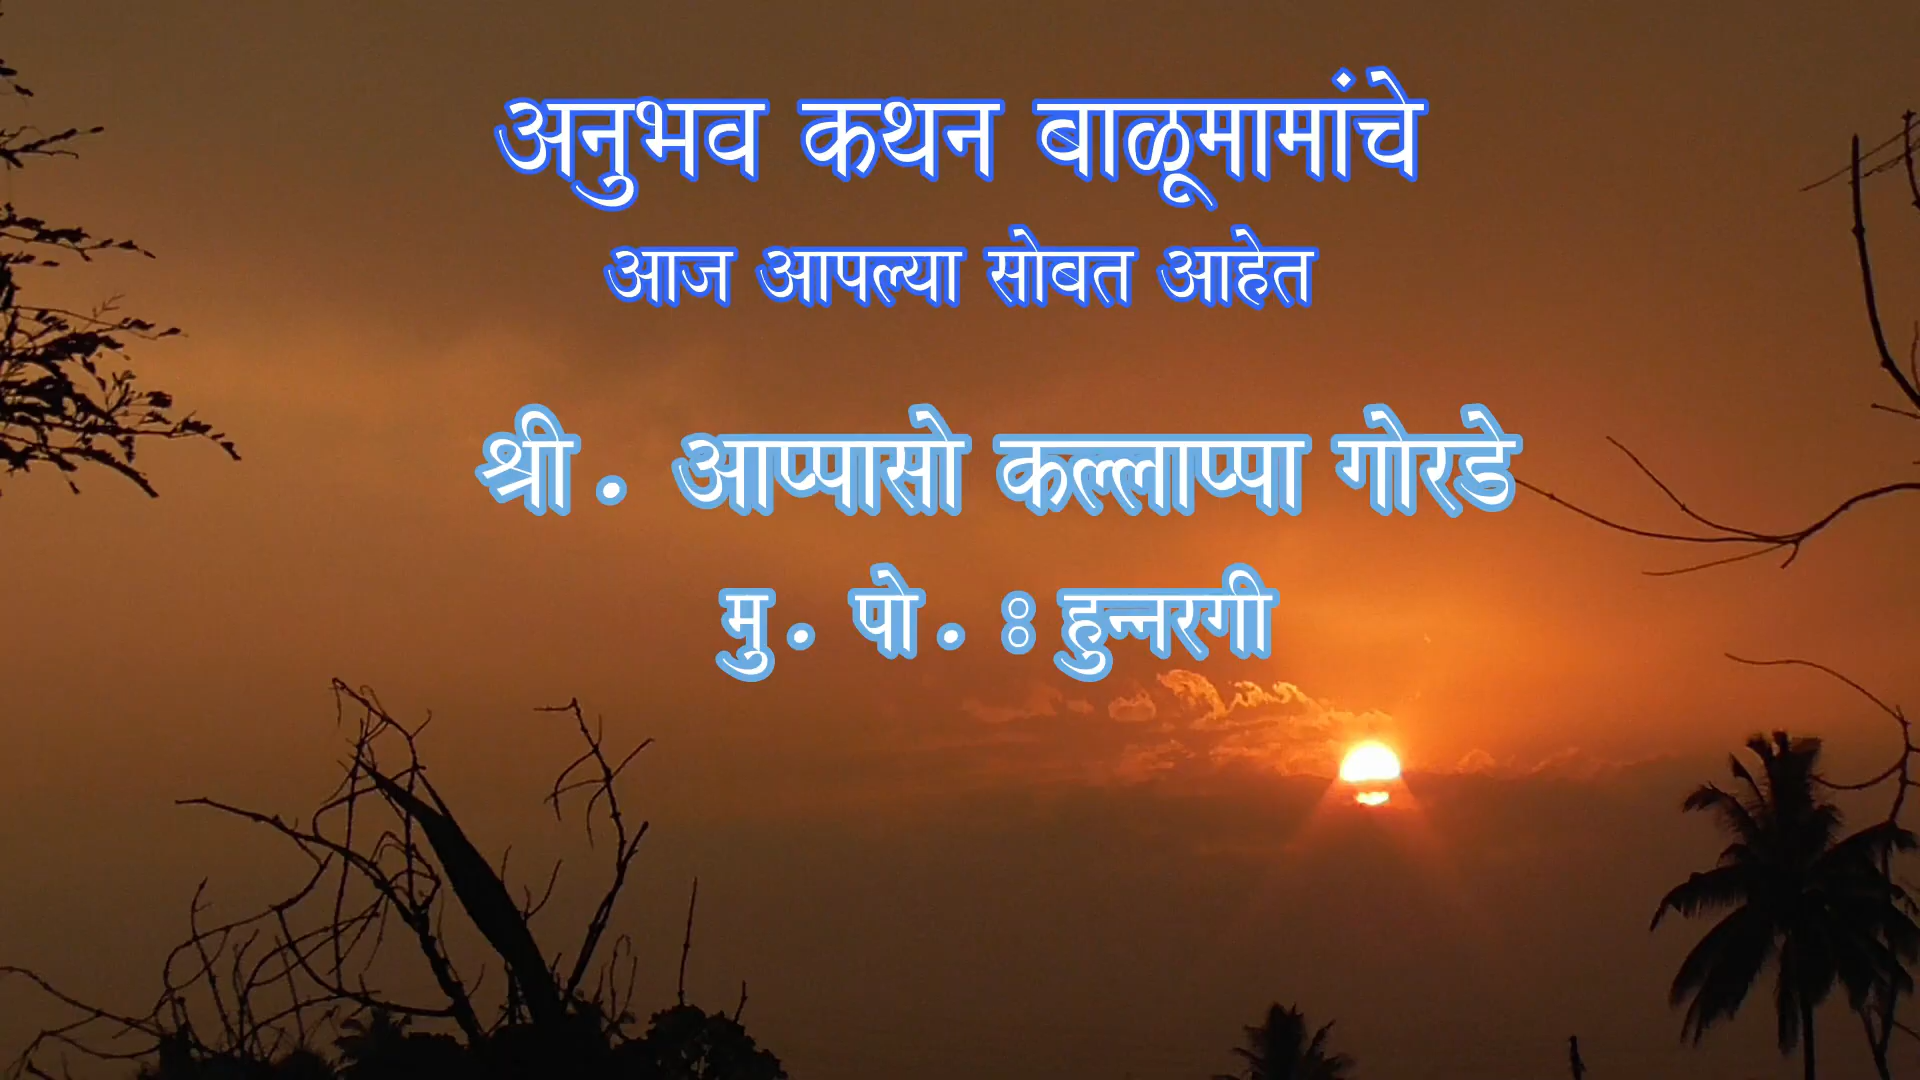 अनुभव कथन बाळूमामांचे
आज आपल्या सोबत आहेत
श्री. आप्पासो कल्लाप्पा गोरडे
मु. पो. : हुन्नरगी